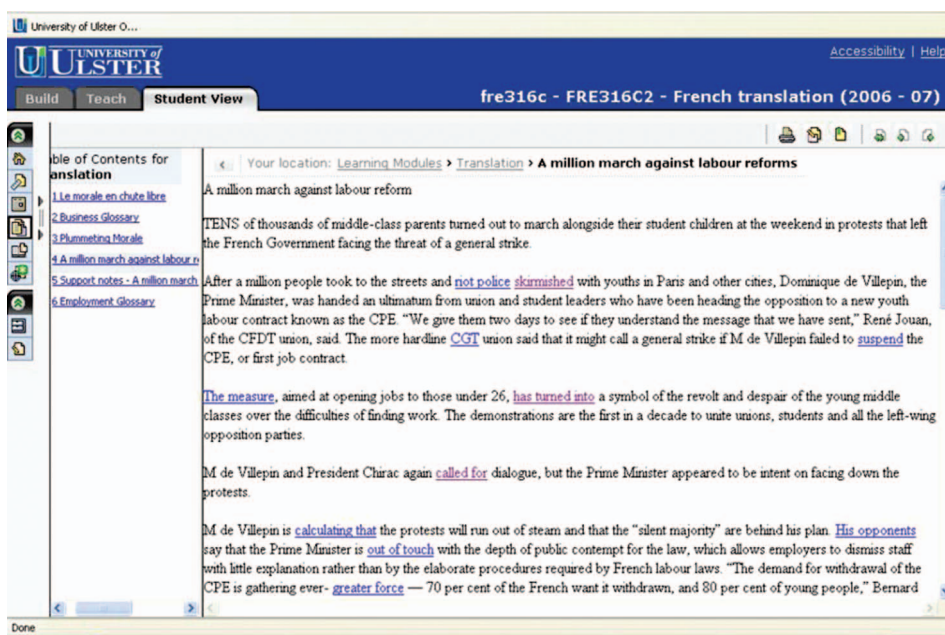 University of Ulster O...
UNIVERSITY of
ULSTER
Accessibility | Help
Build Teach Student View
fre316c - FRE316C2 - French translation (2006 - 07)
ble of Contents for
anslation
1 Le morale en chute libre
2 Business Glossary
3 Plummeting Morale
4 A million march against labour r
5 Support notes - A million march
6 Employment Glossary
Your location: Learning Modules › Translation › A million march against labour reforms
A million march against labour reform
TENS of thousands of middle-class parents turned out to march alongside their student children at the weekend in protests that left
the French Government facing the threat of a general strike.
After a million people took to the streets and not police skirmished with youths in Paris and other cities, Dominique de Villepin, the
Prime Minister, was handed an ultimatum from union and student leaders who have been heading the opposition to a new youth
labour contract known as the CPE. “We give them two days to see if they understand the message that we have sent,” René Jouan,
of the CFDT union, said. The more hardline CGT union said that it might call a general strike if M de Villepin failed to suspend the
CPE, or first job contract.
The measure, aimed at opening jobs to those under 26, has turned into a symbol of the revolt and despair of the young middle
classes over the difficulties of finding work. The demonstrations are the first in a decade to unite unions, students and all the left-wing
opposition parties.
M de Villepin and President Chirac again called for dialogue, but the Prime Minister appeared to be intent on facing down the
protests.
M de Villepin is calculating that the protests will run out of steam and that the “silent majority” are behind his plan. His opponents
say that the Prime Minister is out of touch with the depth of public contempt for the law, which allows employers to dismiss staff
with little explanation rather than by the elaborate procedures required by French labour laws. “The demand for withdrawal of the
CPE is gathering ever- greater force — 70 per cent of the French want it withdrawn, and 80 per cent of young people,” Bernard
Done